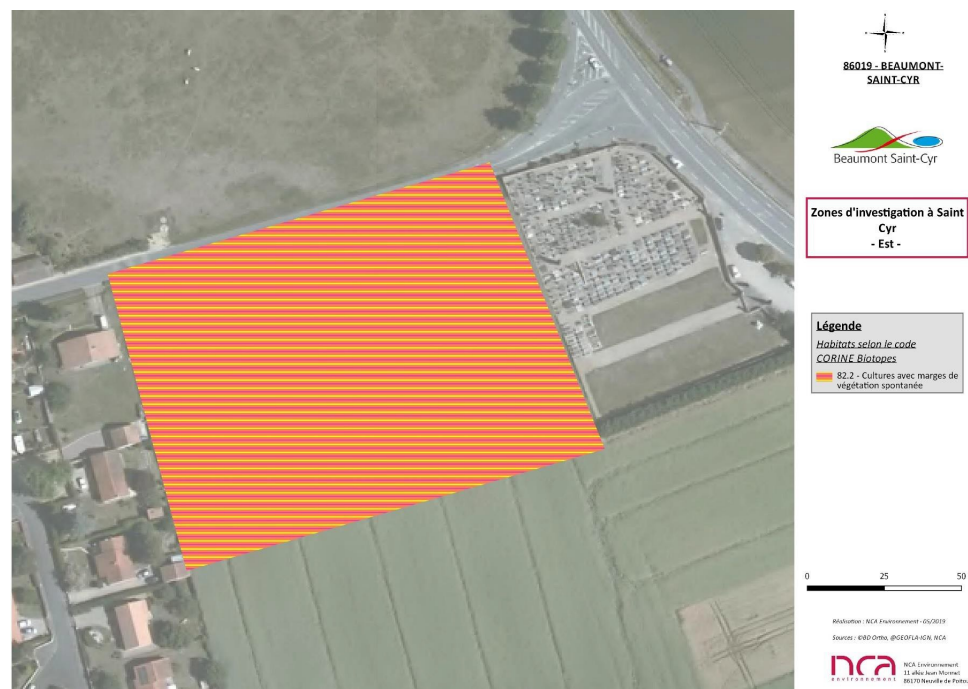 86019 - BEAUMONT-
SAINT-CYR
Beaumont Saint-Cyr
Zones d'investigation à Saint
Cyr
- Est -
Légende
Habitats selon le code
CORINE Biotopes
82.2 - Cultures avec marges de
végétation spontanée
0 25 50
Réalisation : NCA Environnement - 05/2019
Sources : ©BD Ortho, @GEOFLA-IGN, NCA
nca
environnement
NCA Environnement
11 allée Jean Monnet
86170 Neuville de Poitou